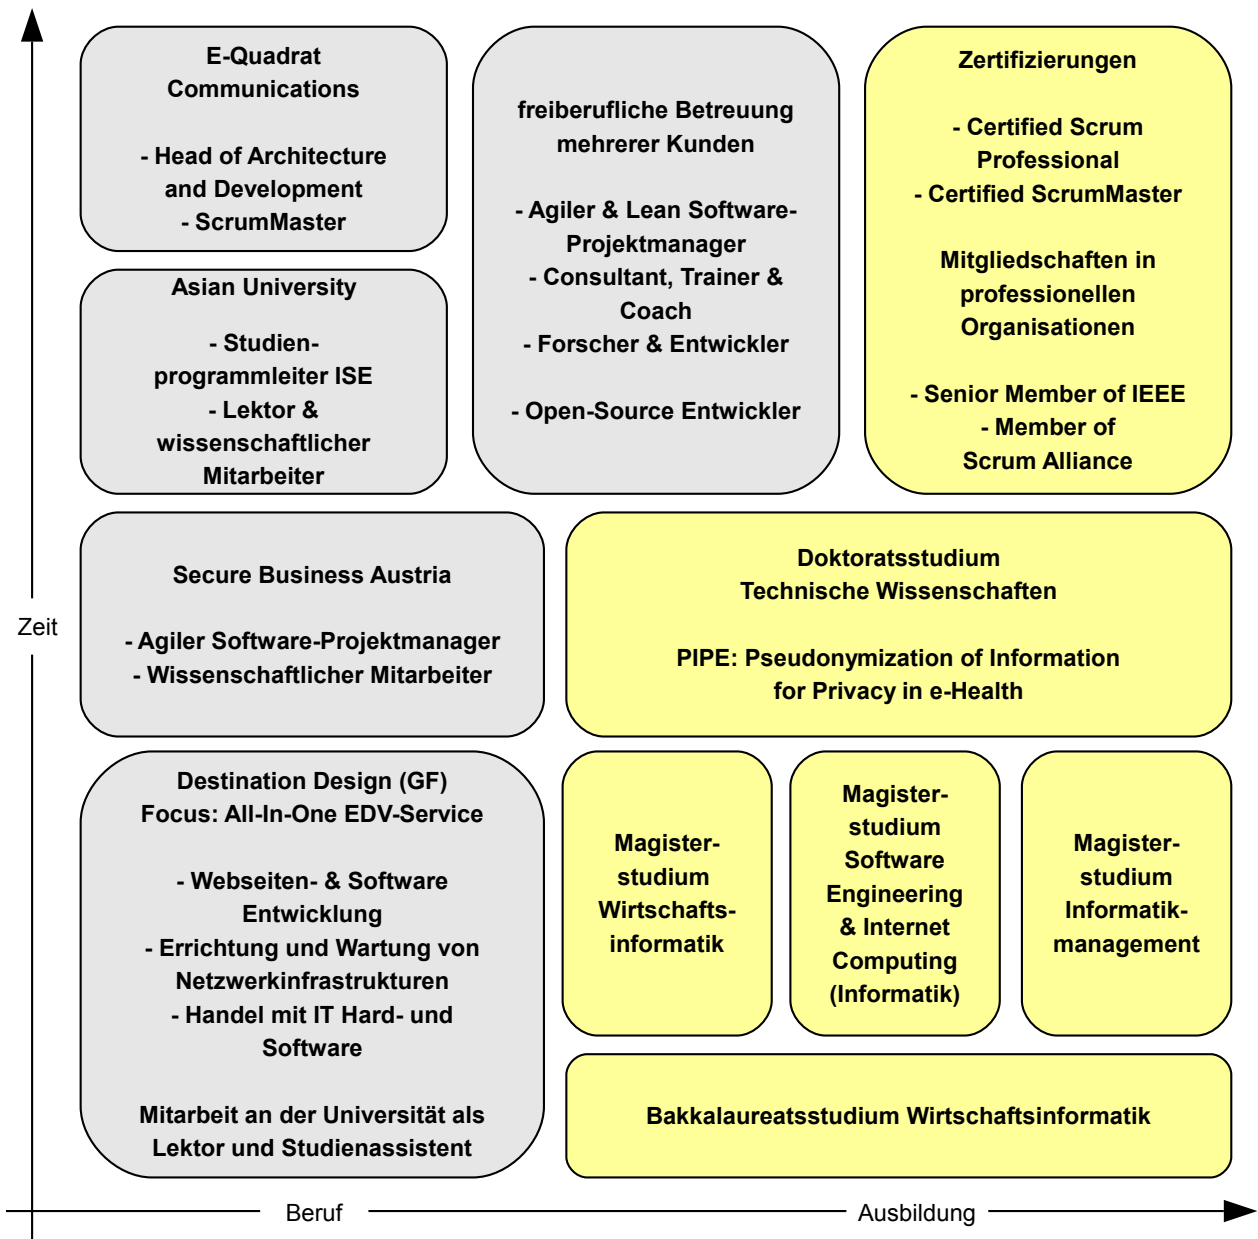 E-Quadrat
Communications
- Head of Architecture
and Development
- ScrumMaster
freiberufliche Betreuung
mehrerer Kunden
- Agiler & Lean Software-
Projektmanager
- Consultant, Trainer &
Coach
- Forscher & Entwickler
- Open-Source Entwickler
Zertifizierungen
- Certified Scrum
Professional
- Certified ScrumMaster
Mitgliedschaften in
professionellen
Organisationen
- Senior Member of IEEE
- Member of
Scrum Alliance
Asian University
- Studien-
programmleiter ISE
- Lektor &
wissenschaftlicher
Mitarbeiter
Zeit
Secure Business Austria
- Agiler Software-Projektmanager
- Wissenschaftlicher Mitarbeiter
Doktoratsstudium
Technische Wissenschaften
PIPE: Pseudonymization of Information
for Privacy in e-Health
Destination Design (GF)
Focus: All-In-One EDV-Service
- Webseiten- & Software
Entwicklung
- Errichtung und Wartung von
Netzwerkinfrastrukturen
- Handel mit IT Hard- und
Software
Mitarbeit an der Universität als
Lektor und Studienassistent
Magister-
studium
Wirtschafts-
informatik
Magister-
studium
Software
Engineering
& Internet
Computing
(Informatik)
Magister-
studium
Informatik-
management
Bakkalaureatsstudium Wirtschaftsinformatik
Beruf
Ausbildung